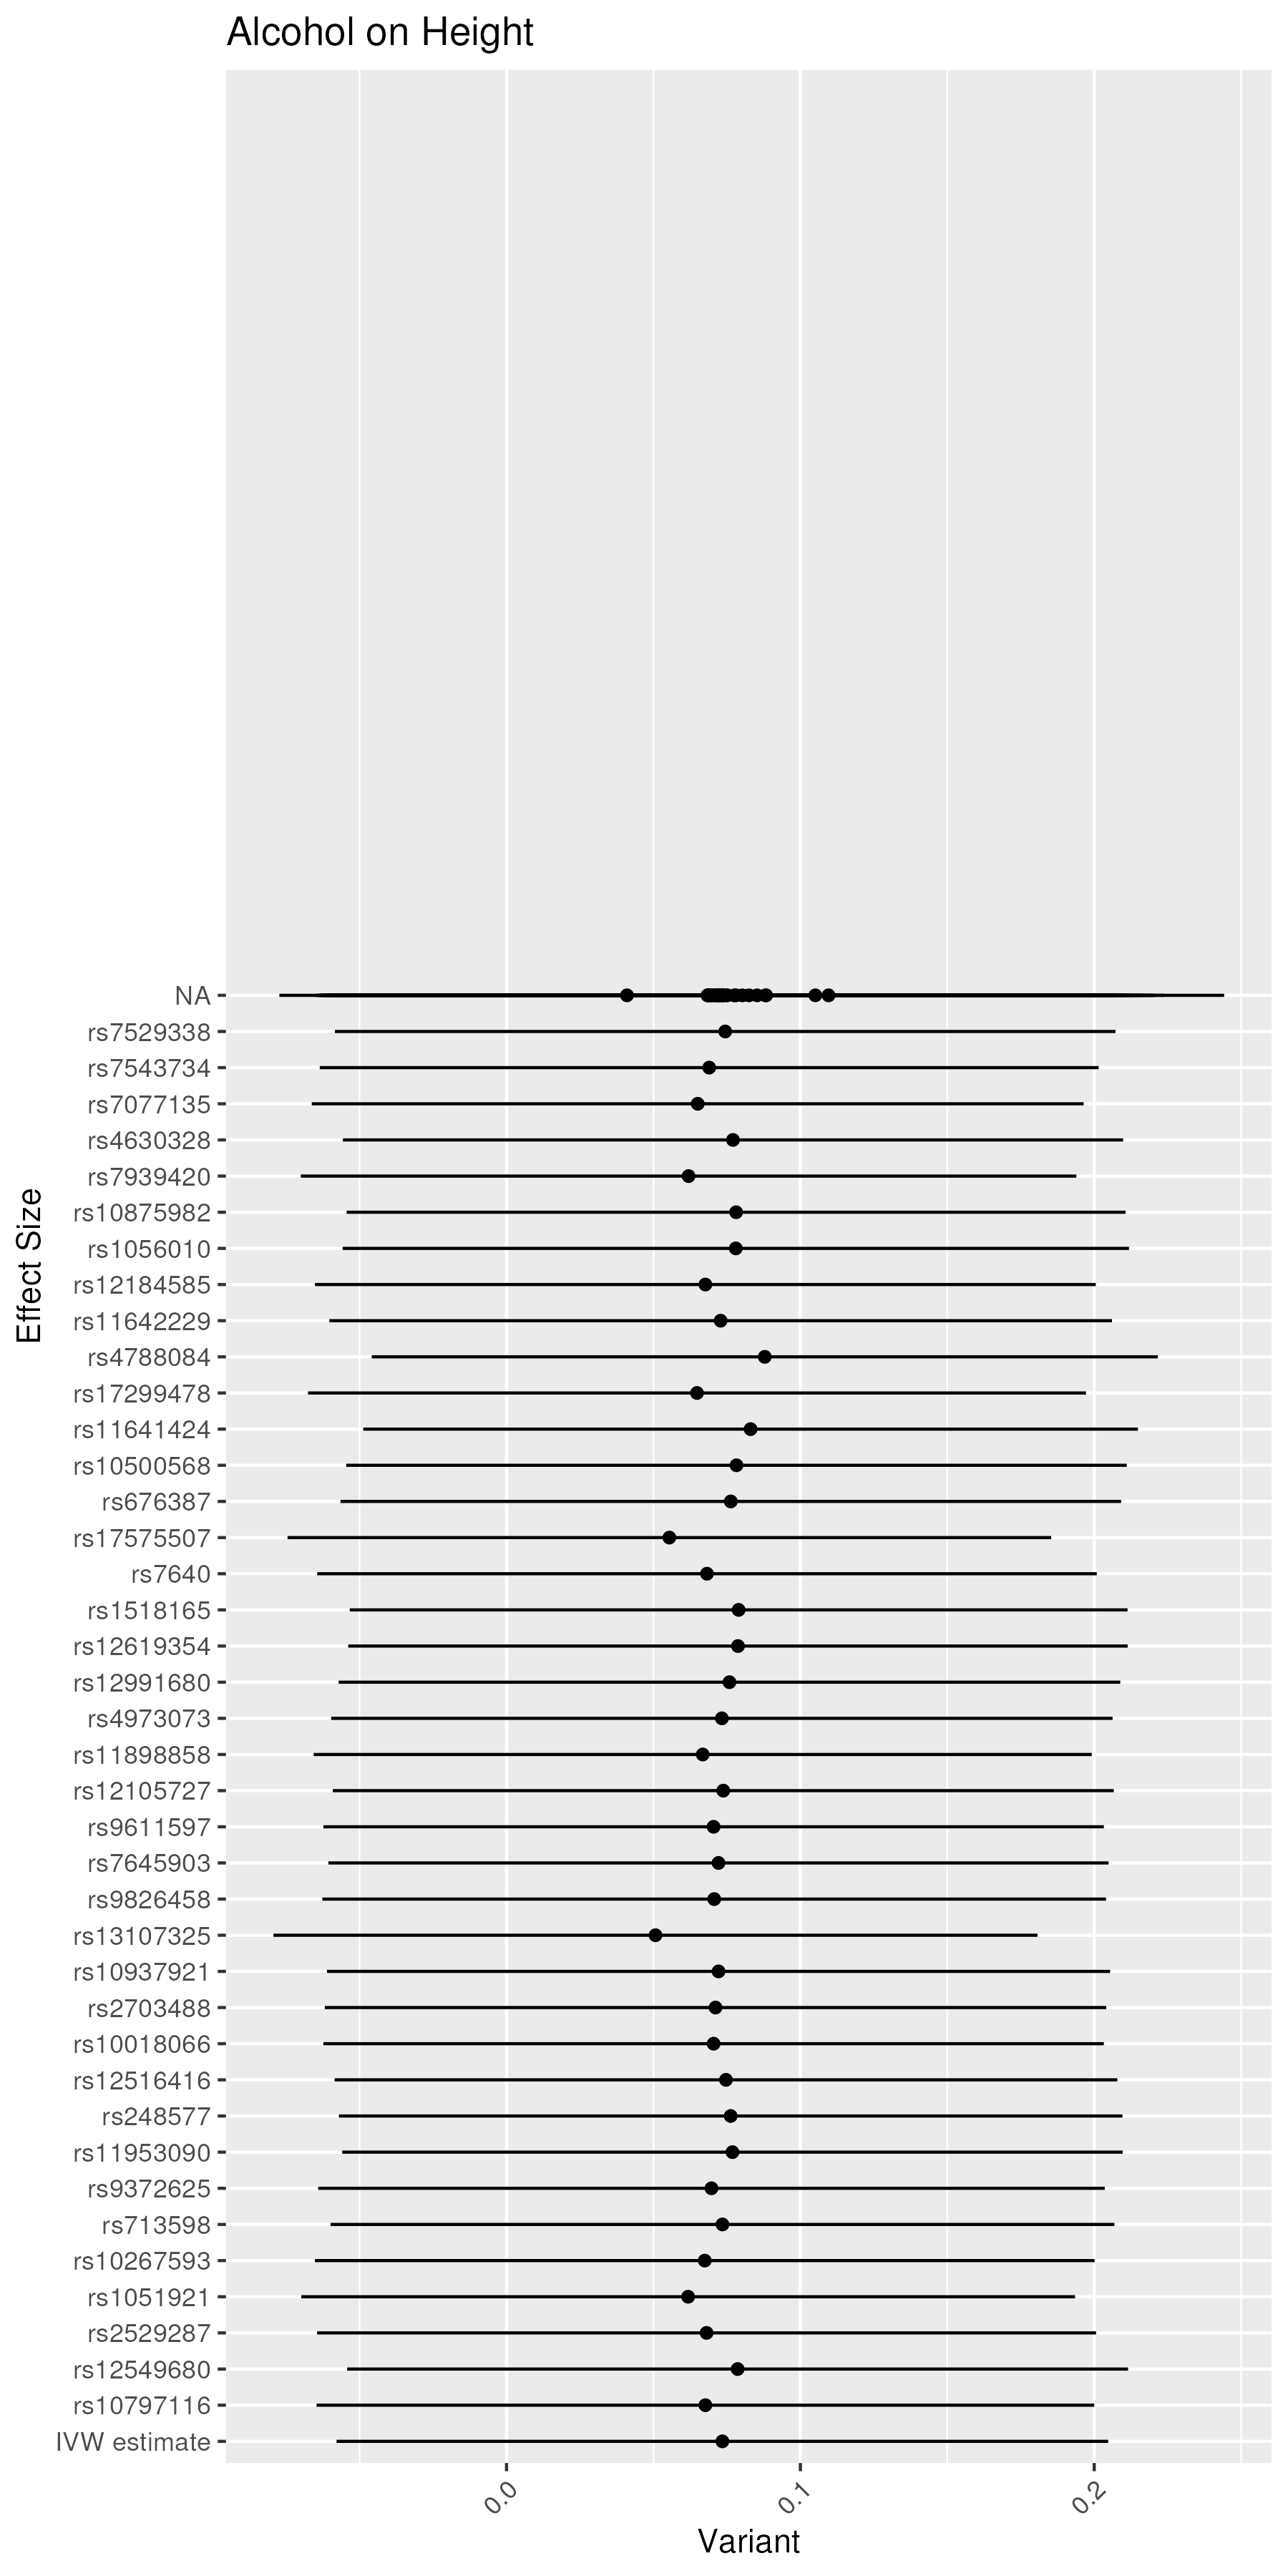 Alcohol on Height
NA
rs7529338
rs7543734
rs7077135
rs4630328
rs7939420
rs10875982
rs1056010
rs12184585
rs11642229
rs4788084
rs17299478
rs11641424
rs10500568
rs676387
rs17575507
rs7640
rs1518165
rs12619354
rs12991680
rs4973073
rs11898858
rs12105727
rs9611597
rs7645903
rs9826458
rs13107325
rs10937921
rs2703488
rs10018066
rs12516416
rs248577
rs11953090
rs9372625
rs713598
rs10267593
rs1051921
rs2529287
rs12549680
rs10797116
IVW estimate
Effect Size
0.0
0.1
0.2
Variant